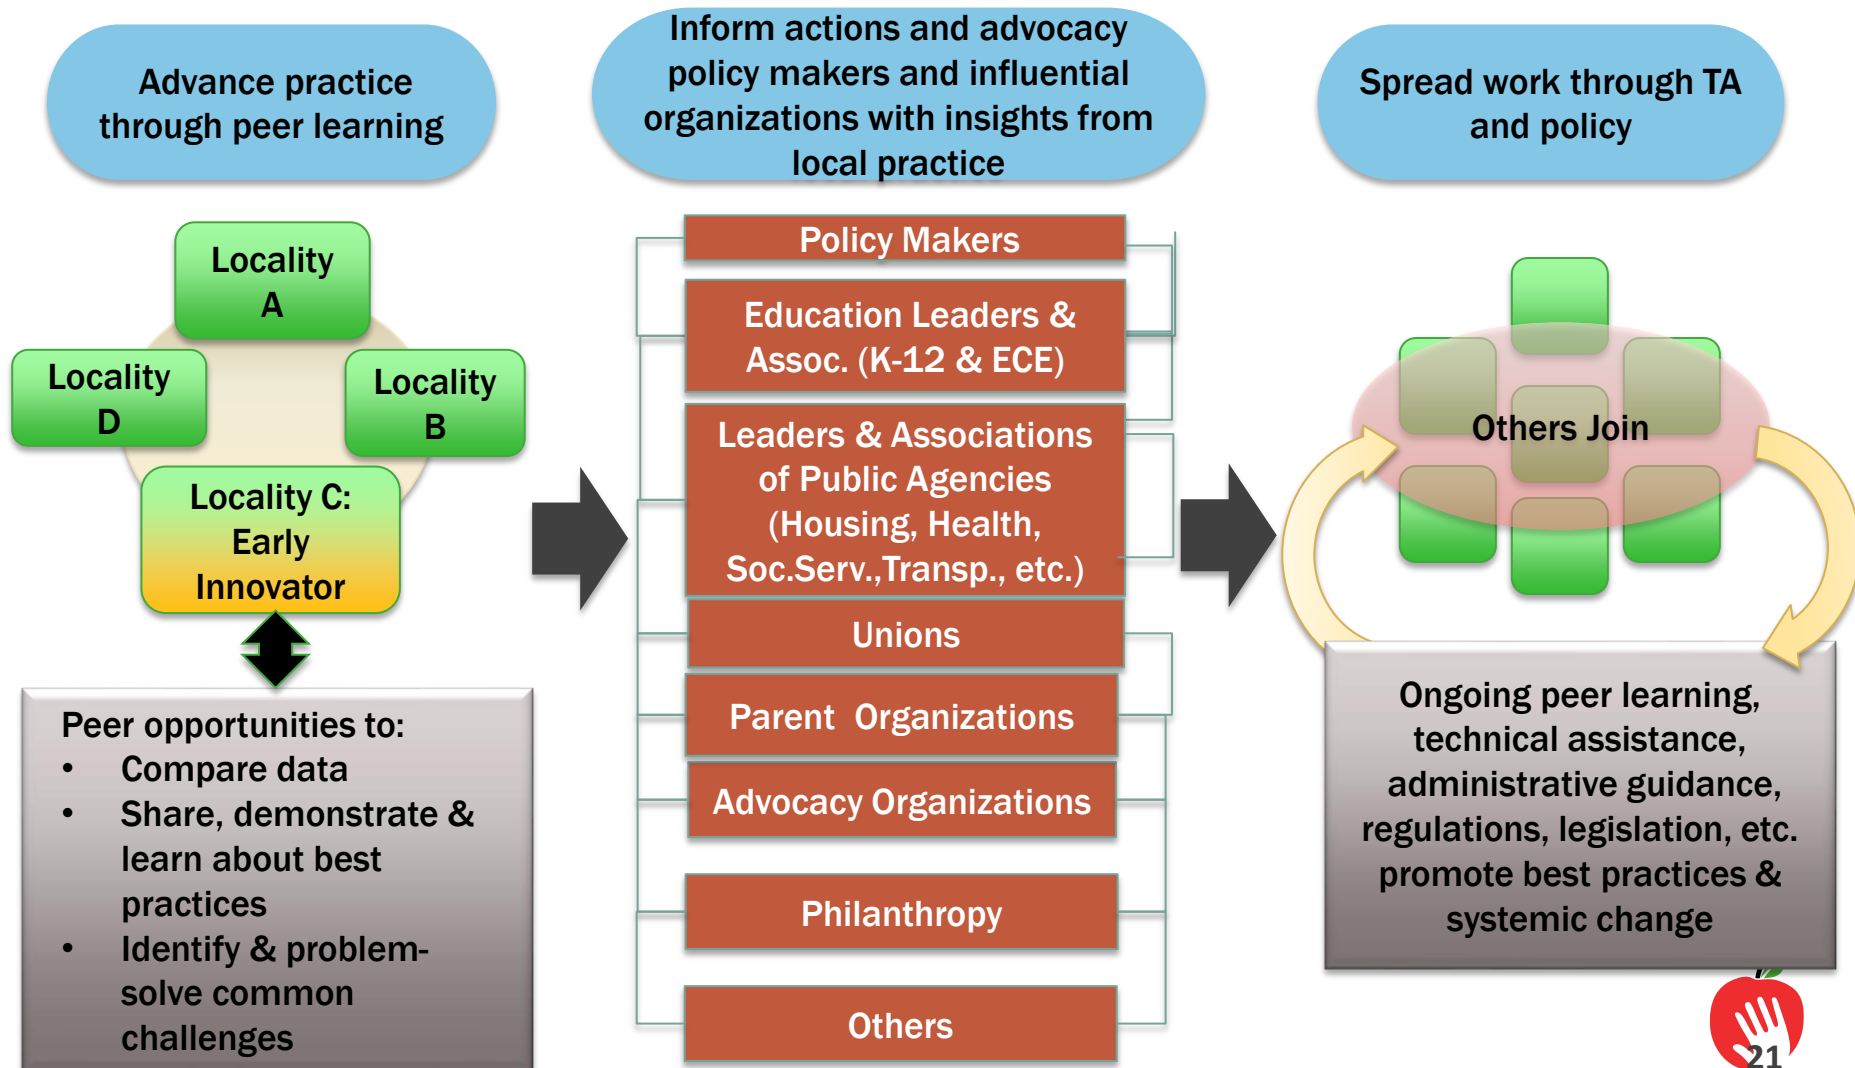 Advance practice
through peer learning
Inform actions and advocacy
policy makers and influential
organizations with insights from
local practice
Spread work through TA
and policy
Locality
A
Locality
D
Locality
B
Locality C:
Early
Innovator
Peer opportunities to:
• Compare data
• Share, demonstrate &
learn about best
practices
• Identify & problem-
solve common
challenges
Policy Makers
Education Leaders &
Assoc. (K-12 & ECE)
Leaders & Associations
of Public Agencies
(Housing, Health,
Soc.Serv.,Transp., etc.)
Unions
Parent Organizations
Advocacy Organizations
Philanthropy
Others
Others Join
Ongoing peer learning,
technical assistance,
administrative guidance,
regulations, legislation, etc.
promote best practices &
systemic change
21